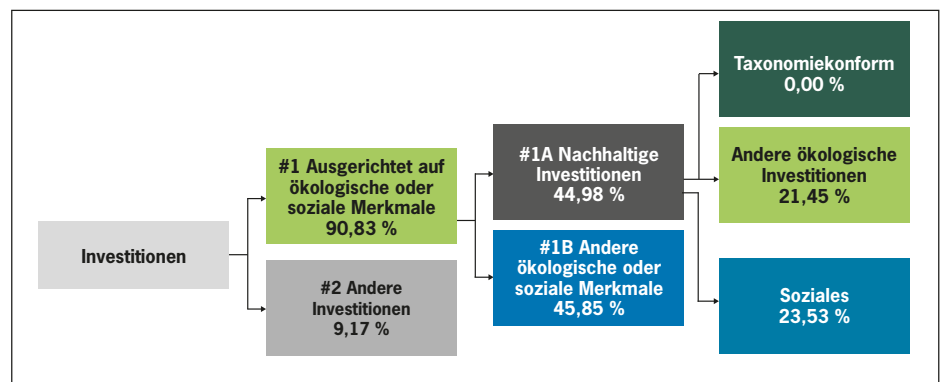 Investitionen
#1 Ausgerichtet auf
ökologische oder
soziale Merkmale
90,83 %
#2 Andere
Investitionen
9,17 %
#1A Nachhaltige
Investitionen
44,98 %
#1B Andere
ökologische oder
soziale Merkmale
45,85 %
Taxonomiekonform
0,00 %
Andere ökologische
Investitionen
21,45 %
Soziales
23,53 %